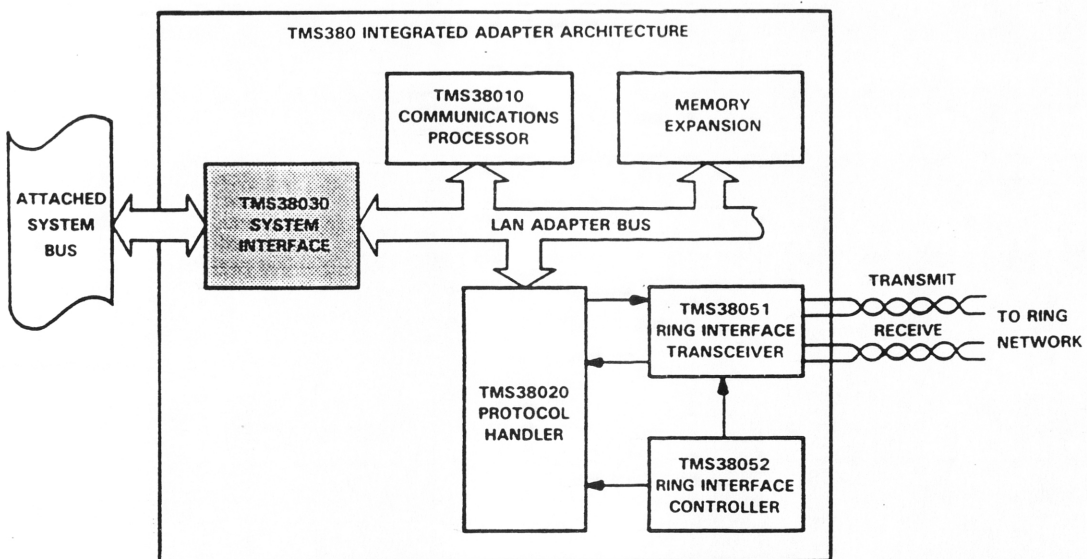 TMS380 INTEGRATED ADAPTER ARCHITECTURE
TMS38010
COMMUNICATIONS
PROCESSOR
MEMORY
EXPANSION
ATTACHED
SYSTEM
BUS
TMS38030
SYSTEM
INTERFACE
LAN ADAPTER BUS
TMS38020
PROTOCOL
HANDLER
TMS38051
RING INTERFACE
TRANSCEIVER
TRANSMIT
RECEIVE
TO RING
NETWORK
TMS38052
RING INTERFACE
CONTROLLER